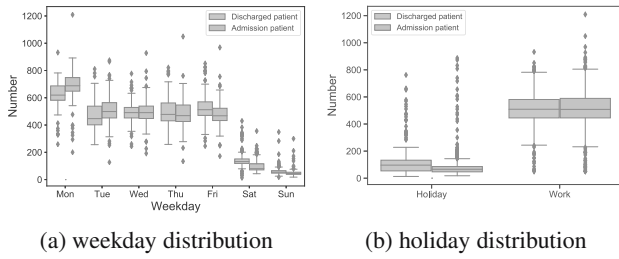 Discharged patient
Admission patient
1200
1000
800
600
400
200
0
Number
Mon Tue Wed Thu Fri Sat Sun
Weekday
(a) weekday distribution
Discharged patient
Admission patient
1200
1000
800
600
400
200
0
Number
Holiday Work
(b) holiday distribution